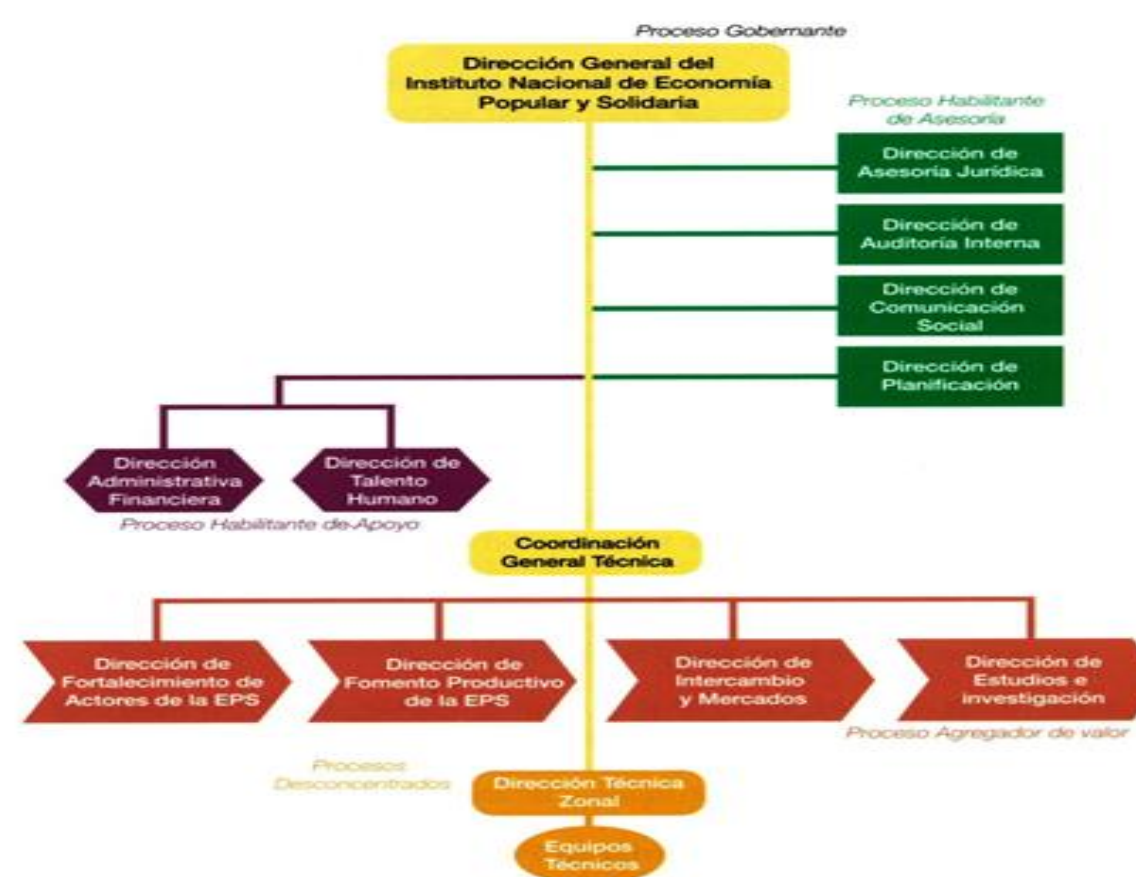 Proceso Gobernante
Dirección General del
Instituto Nacional de Economía
Popular y Solidaria
Proceso Habilitante
de Asesoría
Dirección de
Asesoría Jurídica
Dirección de
Auditoría Interna
Dirección de
Comunicación
Social
Dirección de
Planificación
Dirección
Administrativa
Financiera
Dirección de
Talento
Humano
Proceso Habilitante de-Apoyo
Coordinación
General Técnica
Dirección de
Fortalecimiento de
Actores de la EPS
Dirección de
Fomento Productivo
de la EPS
Dirección de
Intercambio
y Mercados
Dirección de
Estudios e
investigación
Proceso Agregador de valor
Procesos
Desconcentrados
Dirección Técnica
Zonal
Equipos
Técnicos